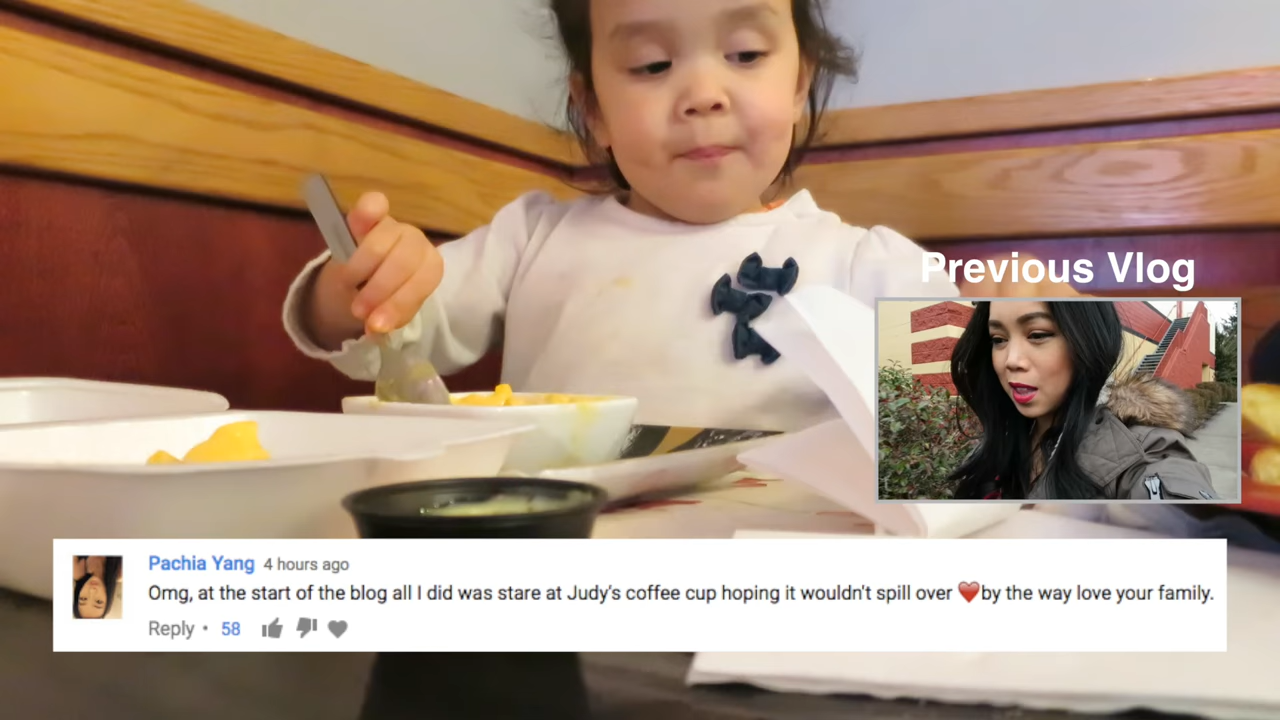 Previous Vlog
Pachia Yang 4 hours ago
Omg, at the start of the blog all I did was stare at Judy's coffee cup hoping it wouldn't spill over ❤️by the way love your family.
Reply • 58